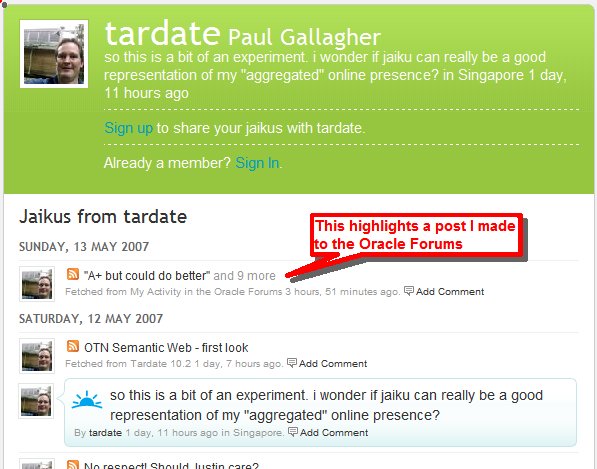 tardate Paul Gallagher
so this is a bit of an experiment. i wonder if jaiku can really be a good
representation of my "aggregated" online presence? in Singapore 1 day,
11 hours ago
Sign up to share your jaikus with tardate.
Already a member? Sign In.
Jaikus from tardate
This highlights a post I made
to the Oracle Forums
SUNDAY, 13 MAY 2007
"A+ but could do better" and 9 more
Fetched from My Activity in the Oracle Forums 3 hours, 51 minutes ago. Add Comment
SATURDAY, 12 MAY 2007
OTN Semantic Web - first look
Fetched from Tardate 10.2 1 day, 7 hours ago. Add Comment
so this is a bit of an experiment. i wonder if jaiku can really be a good
representation of my "aggregated" online presence?
By tardate 1 day, 11 hours ago in Singapore. Add Comment
No respect! Should Justin care?